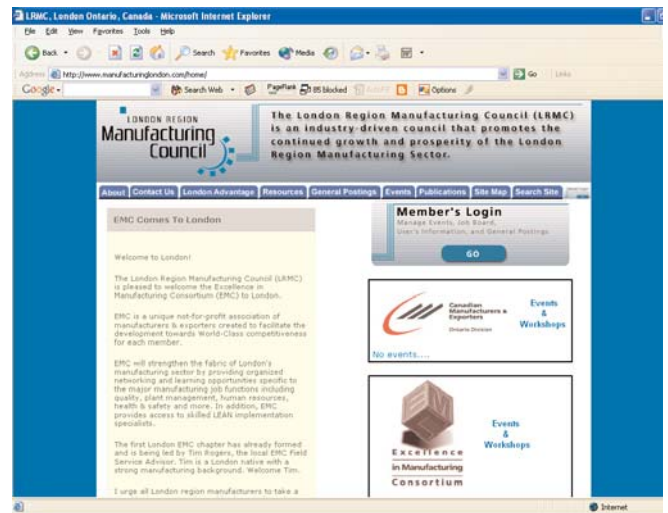 LRMC, London Ontario, Canada - Microsoft Internet Explorer
File Edit View Favorites Tools Help
Back Search Favorites Media
Address http://www.manufacturinglondon.com/home/ Go Links
Google Search Web PageRank 85 blocked AutoFill Options
LONDON REGION
Manufacturing
Council
The London Region Manufacturing Council (LRMC)
is an industry-driven council that promotes the
continued growth and prosperity of the London
Region Manufacturing Sector.
About Contact Us London Advantage Resources General Postings Events Publications Site Map Search Site
EMC Comes To London
Welcome to London!
The London Region Manufacturing Council (LRMC)
is pleased to welcome the Excellence in
Manufacturing Consortium (EMC) to London.
EMC is a unique not-for-profit association of
manufacturers & exporters created to facilitate the
development towards World-Class competitiveness
for each member.
EMC will strengthen the fabric of London's
manufacturing sector by providing organized
networking and learning opportunities specific to
the major manufacturing job functions including
quality, plant management, human resources,
health & safety and more. In addition, EMC
provides access to skilled LEAN implementation
specialists.
The first London EMC chapter has already formed
and is being led by Tim Rogers, the local EMC Field
Service Advisor. Tim is a London native with a
strong manufacturing background. Welcome Tim.
I urge all London region manufacturers to take a
Member's Login
Manage Events, Job Board,
User's Information, and General Postings.
GO
Canadian
Manufacturers &
Exporters
Ontario Division
Events
&
Workshops
No events....
EMC
Events
&
Workshops
Excellence
in Manufacturing
Consortium
Internet